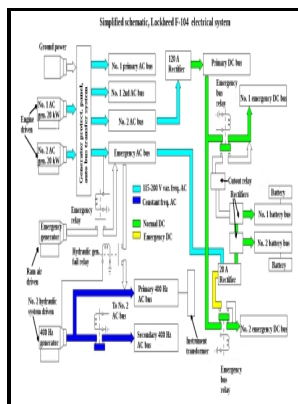 Simplified schematic, Lockheed F-104 electrical system
Ground power
No. 1 AC
gen. 20 kW
Engine
driven
No. 2 AC
gen. 20 kW
Generator protect. panel,
auto bus transfer system
No. 1 primary AC bus
No. 1 2nd AC bus
No. 2 AC bus
Emergency AC bus
120 A
Rectifier
Primary DC bus
Emergency
bus
relay
No. 1 emergency DC bus
Cutout relay
Rectifiers
Battery
No. 1 battery bus
No. 2 battery bus
Battery
20 A
Rectifier
No. 2 emergency DC bus
Emergency
bus
relay
115-200 V var. freq. AC
Constant freq. AC
Normal DC
Emergency DC
Emergency
relay
Emergency
generator
Ram air
driven
Hydraulic gen.
fail relay
No. 2 hydraulic
system driven
400 Hz
generator
To No. 2
AC bus
Primary 400 Hz
AC bus
Secondary 400 Hz
AC bus
Instrument
transformer